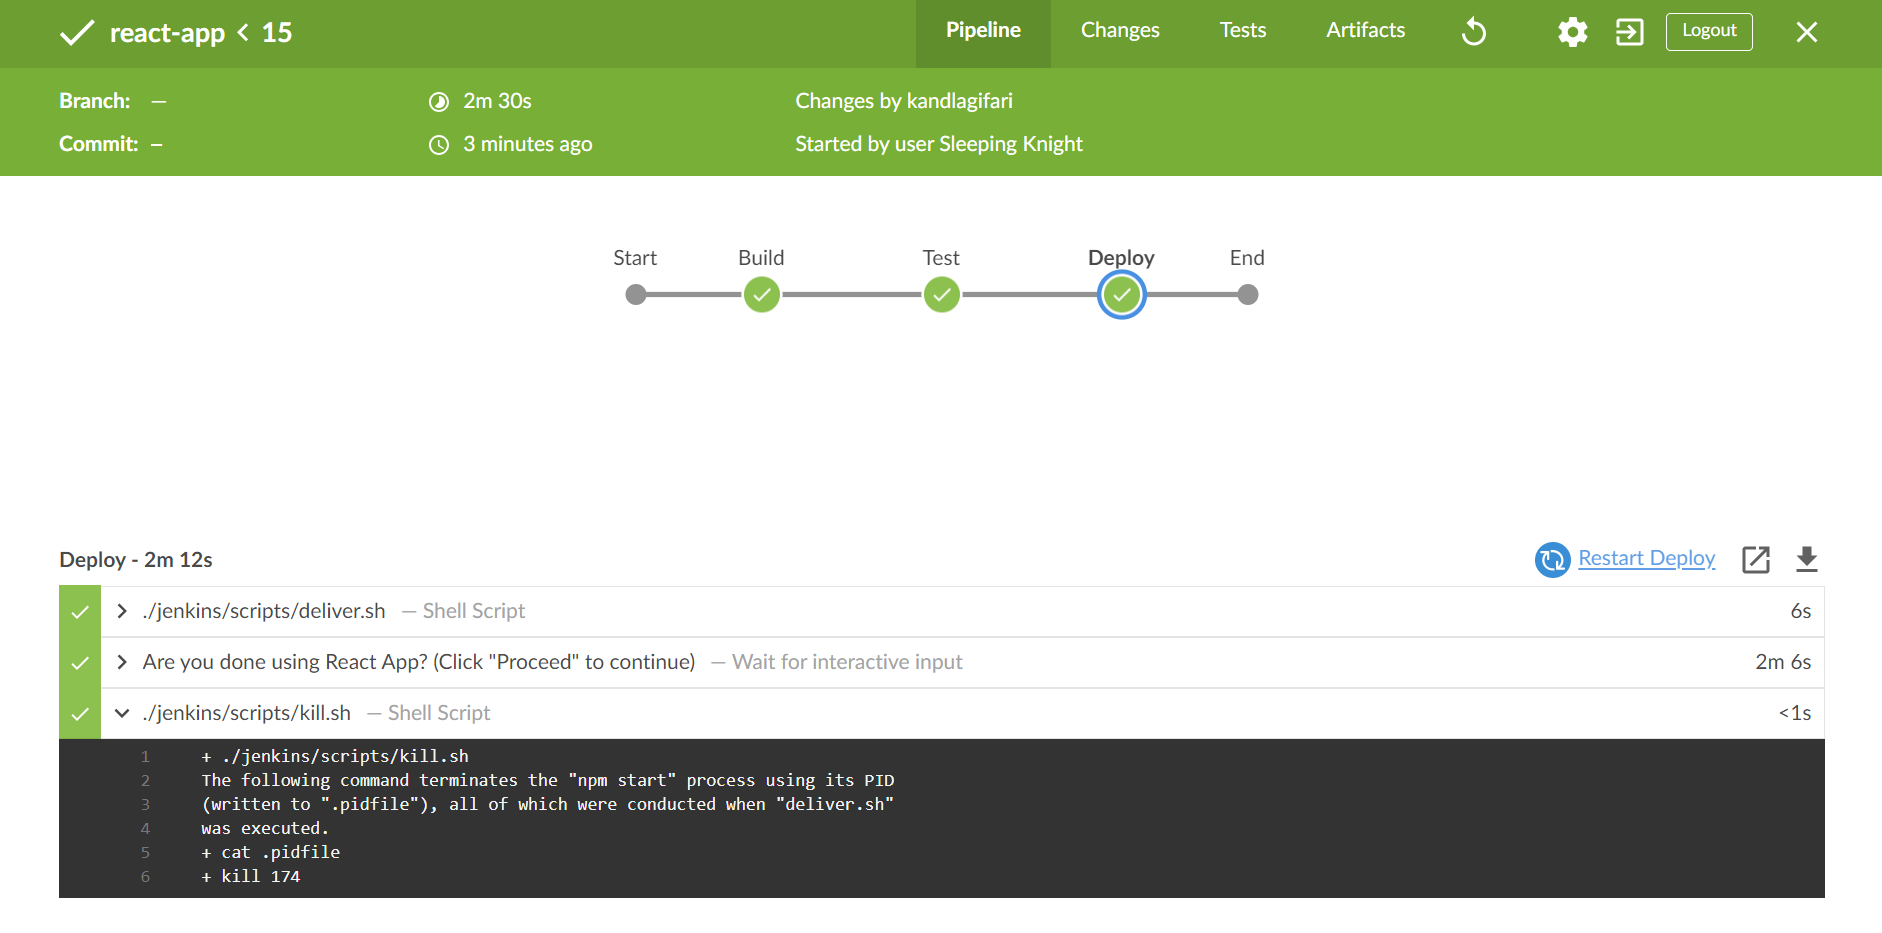 react-app < 15
Pipeline
Changes
Tests
Artifacts
Logout
Branch: —
2m 30s
Changes by kandlagifari
Commit: –
3 minutes ago
Started by user Sleeping Knight
Start
Build
Test
Deploy
End
Deploy - 2m 12s
Restart Deploy
./jenkins/scripts/deliver.sh — Shell Script
6s
Are you done using React App? (Click "Proceed" to continue) — Wait for interactive input
2m 6s
./jenkins/scripts/kill.sh — Shell Script
<1s
1 + ./jenkins/scripts/kill.sh
2 The following command terminates the "npm start" process using its PID
3 (written to ".pidfile"), all of which were conducted when "deliver.sh"
4 was executed.
5 + cat .pidfile
6 + kill 174